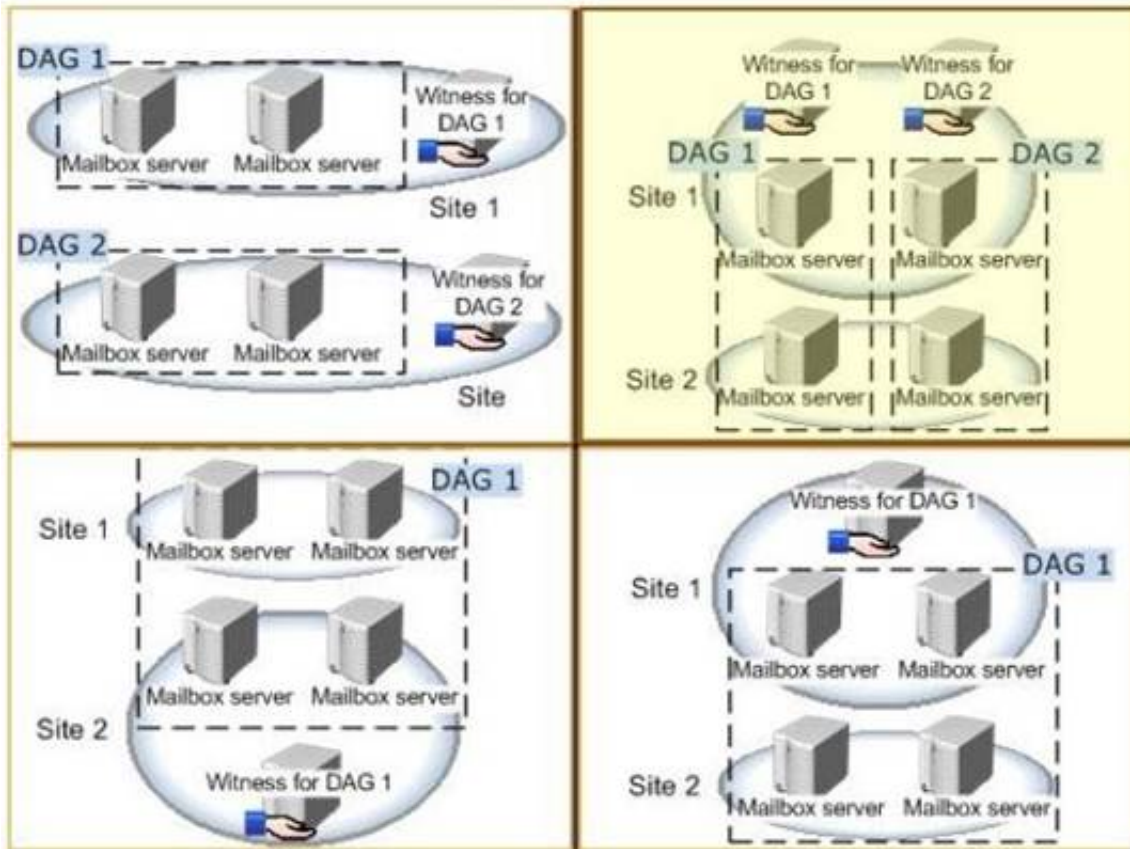 DAG 1
Witness for
DAG 1
Mailbox server Mailbox server
Site 1
DAG 2
Witness for
DAG 2
Mailbox server Mailbox server
Site
Witness for Witness for
DAG 1 DAG 2
DAG 1 DAG 2
Site 1
Mailbox server Mailbox server
Site 2
Mailbox server Mailbox server
DAG 1
Site 1
Mailbox server Mailbox server
Mailbox server Mailbox server
Site 2
Witness for DAG 1
Witness for DAG 1
DAG 1
Site 1
Mailbox server Mailbox server
Site 2
Mailbox server Mailbox server